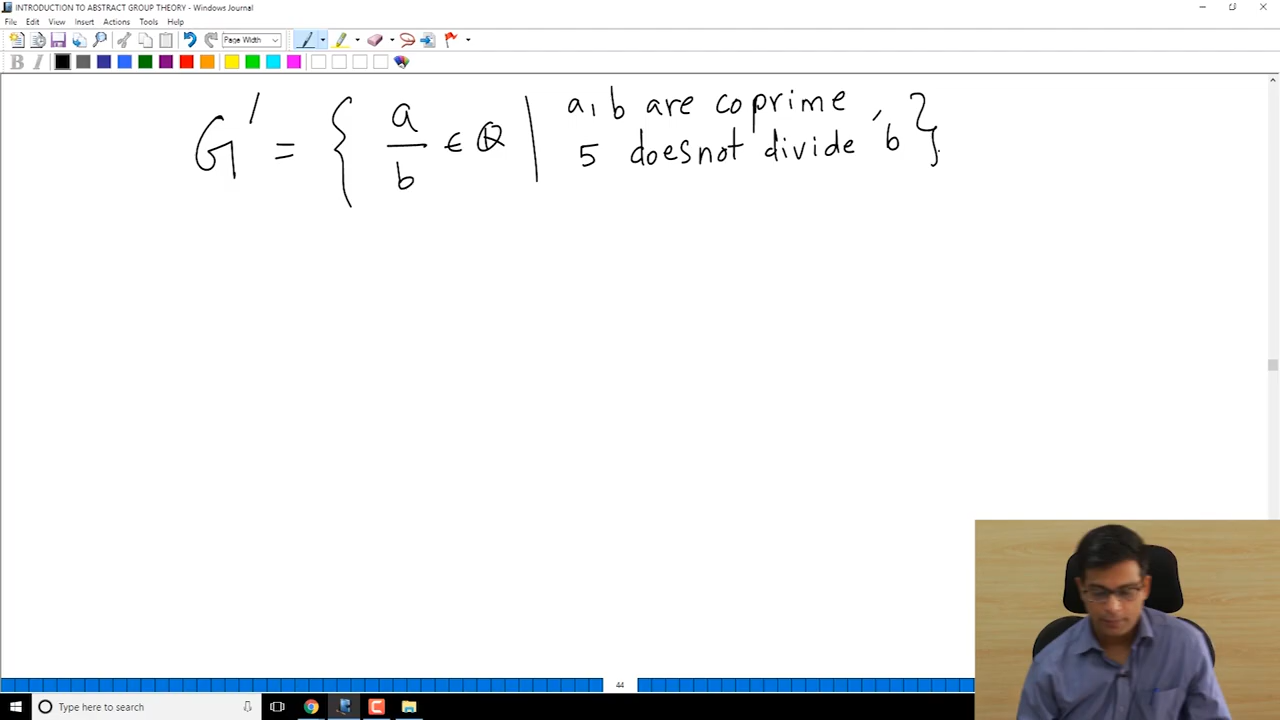 INTRODUCTION TO ABSTRACT GROUP THEORY - Windows Journal
File Edit View Insert Actions Tools Help
Page Width
B I
G' = { a/b ∈ ℚ | a, b are coprime, 5 doesnot divide b }
44
Type here to search